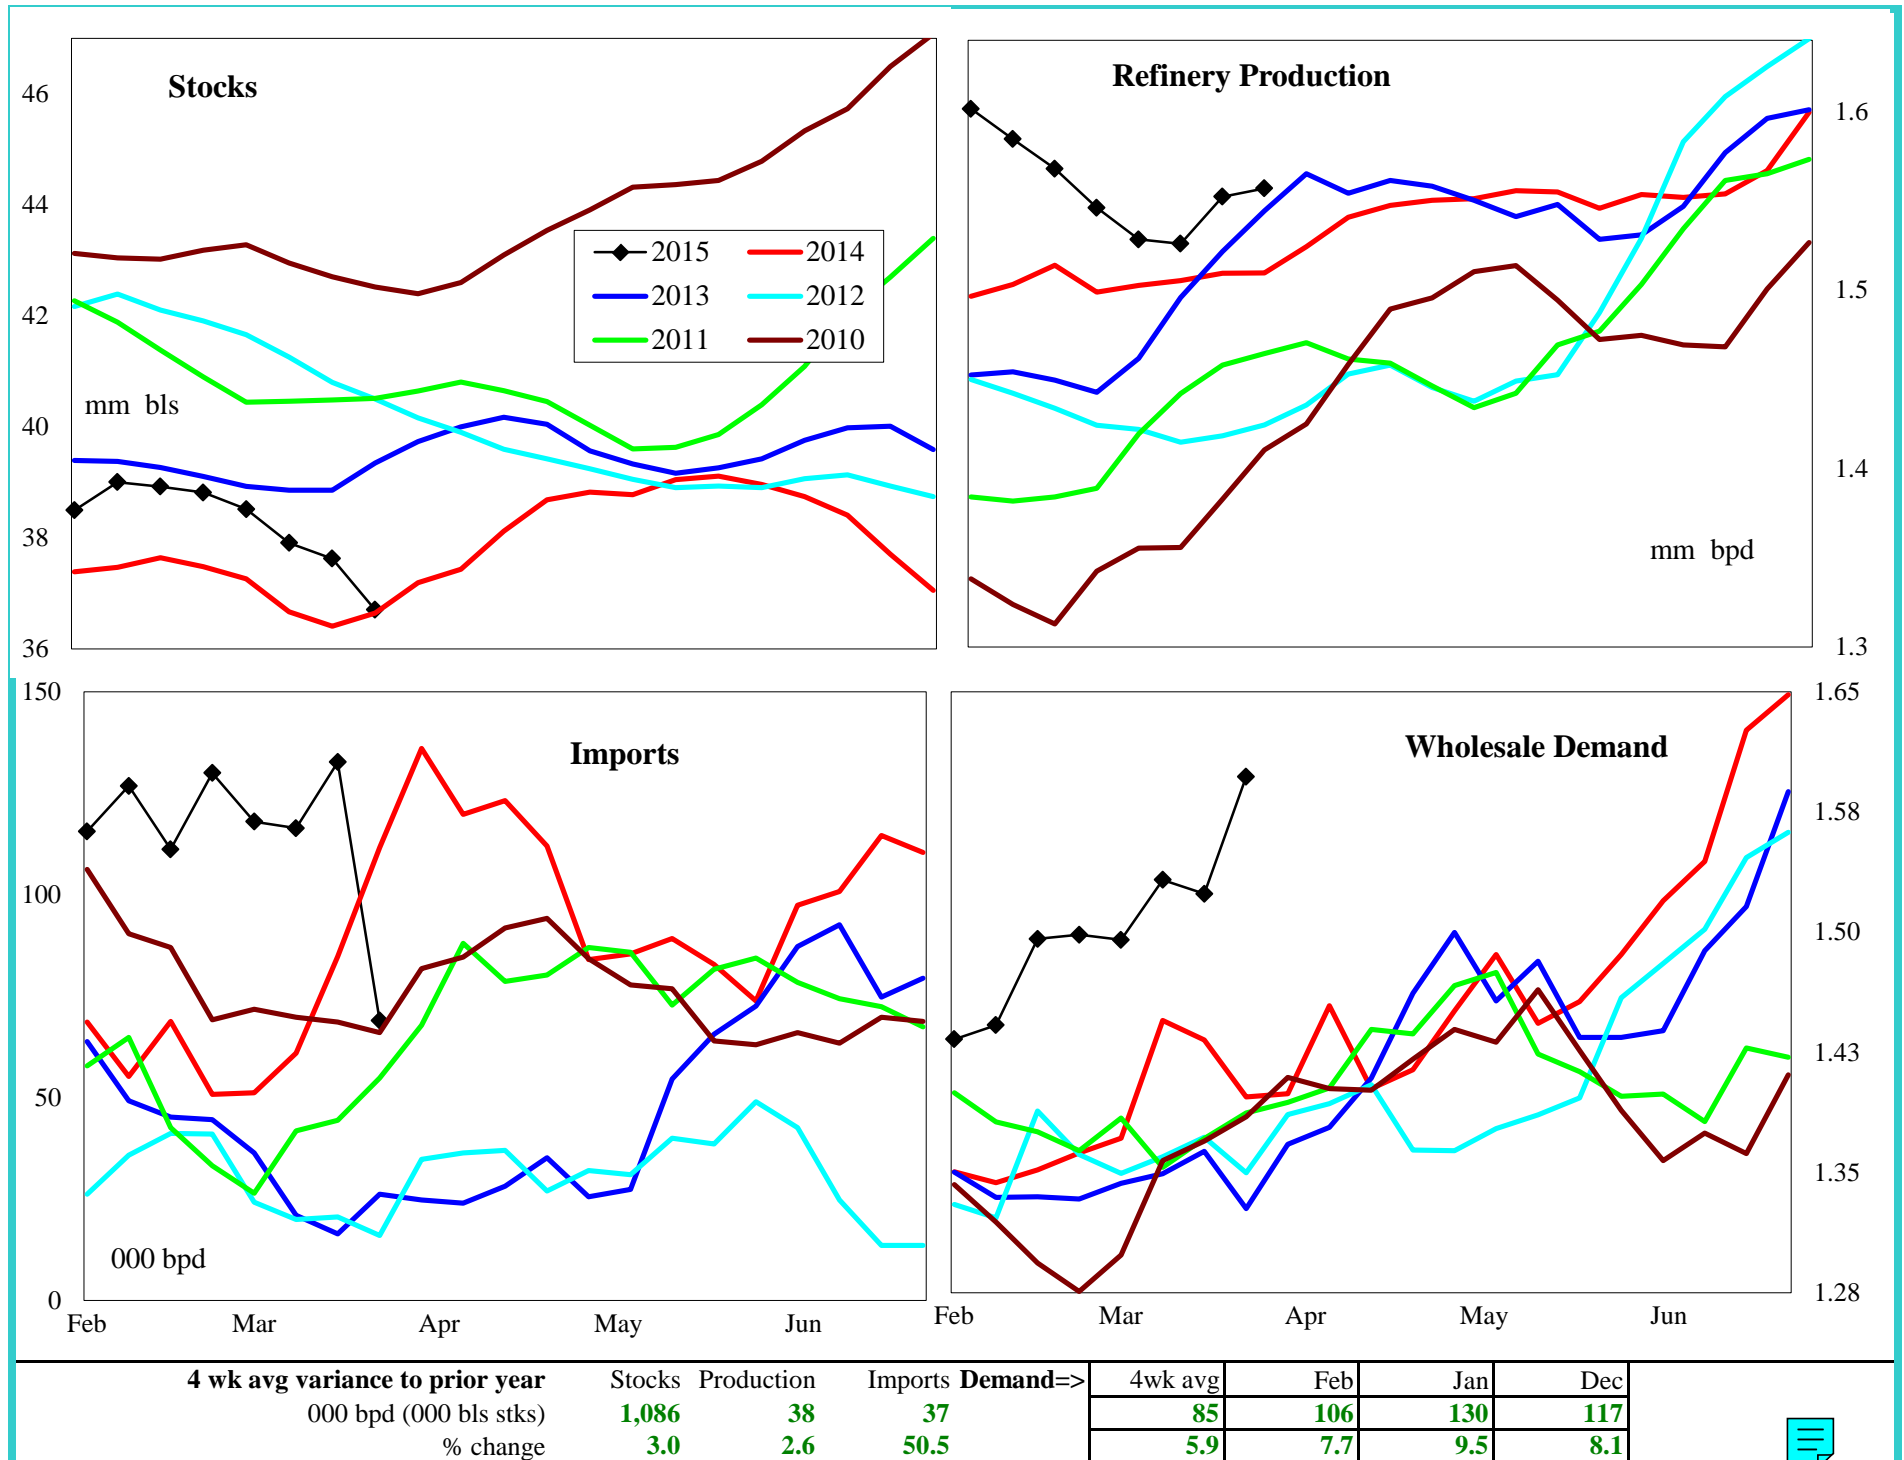 Stocks
46
44
42
40
38
36
mm bls
2015 2014
2013 2012
2011 2010
Refinery Production
1.6
1.5
1.4
1.3
mm bpd
Imports
150
100
50
0
000 bpd
Feb Mar Apr May Jun
Wholesale Demand
1.65
1.58
1.50
1.43
1.35
1.28
Feb Mar Apr May Jun
4 wk avg variance to prior year Stocks Production Imports Demand=> 4wk avg Feb Jan Dec
000 bpd (000 bls stks) 1,086 38 37 85 106 130 117
% change 3.0 2.6 50.5 5.9 7.7 9.5 8.1